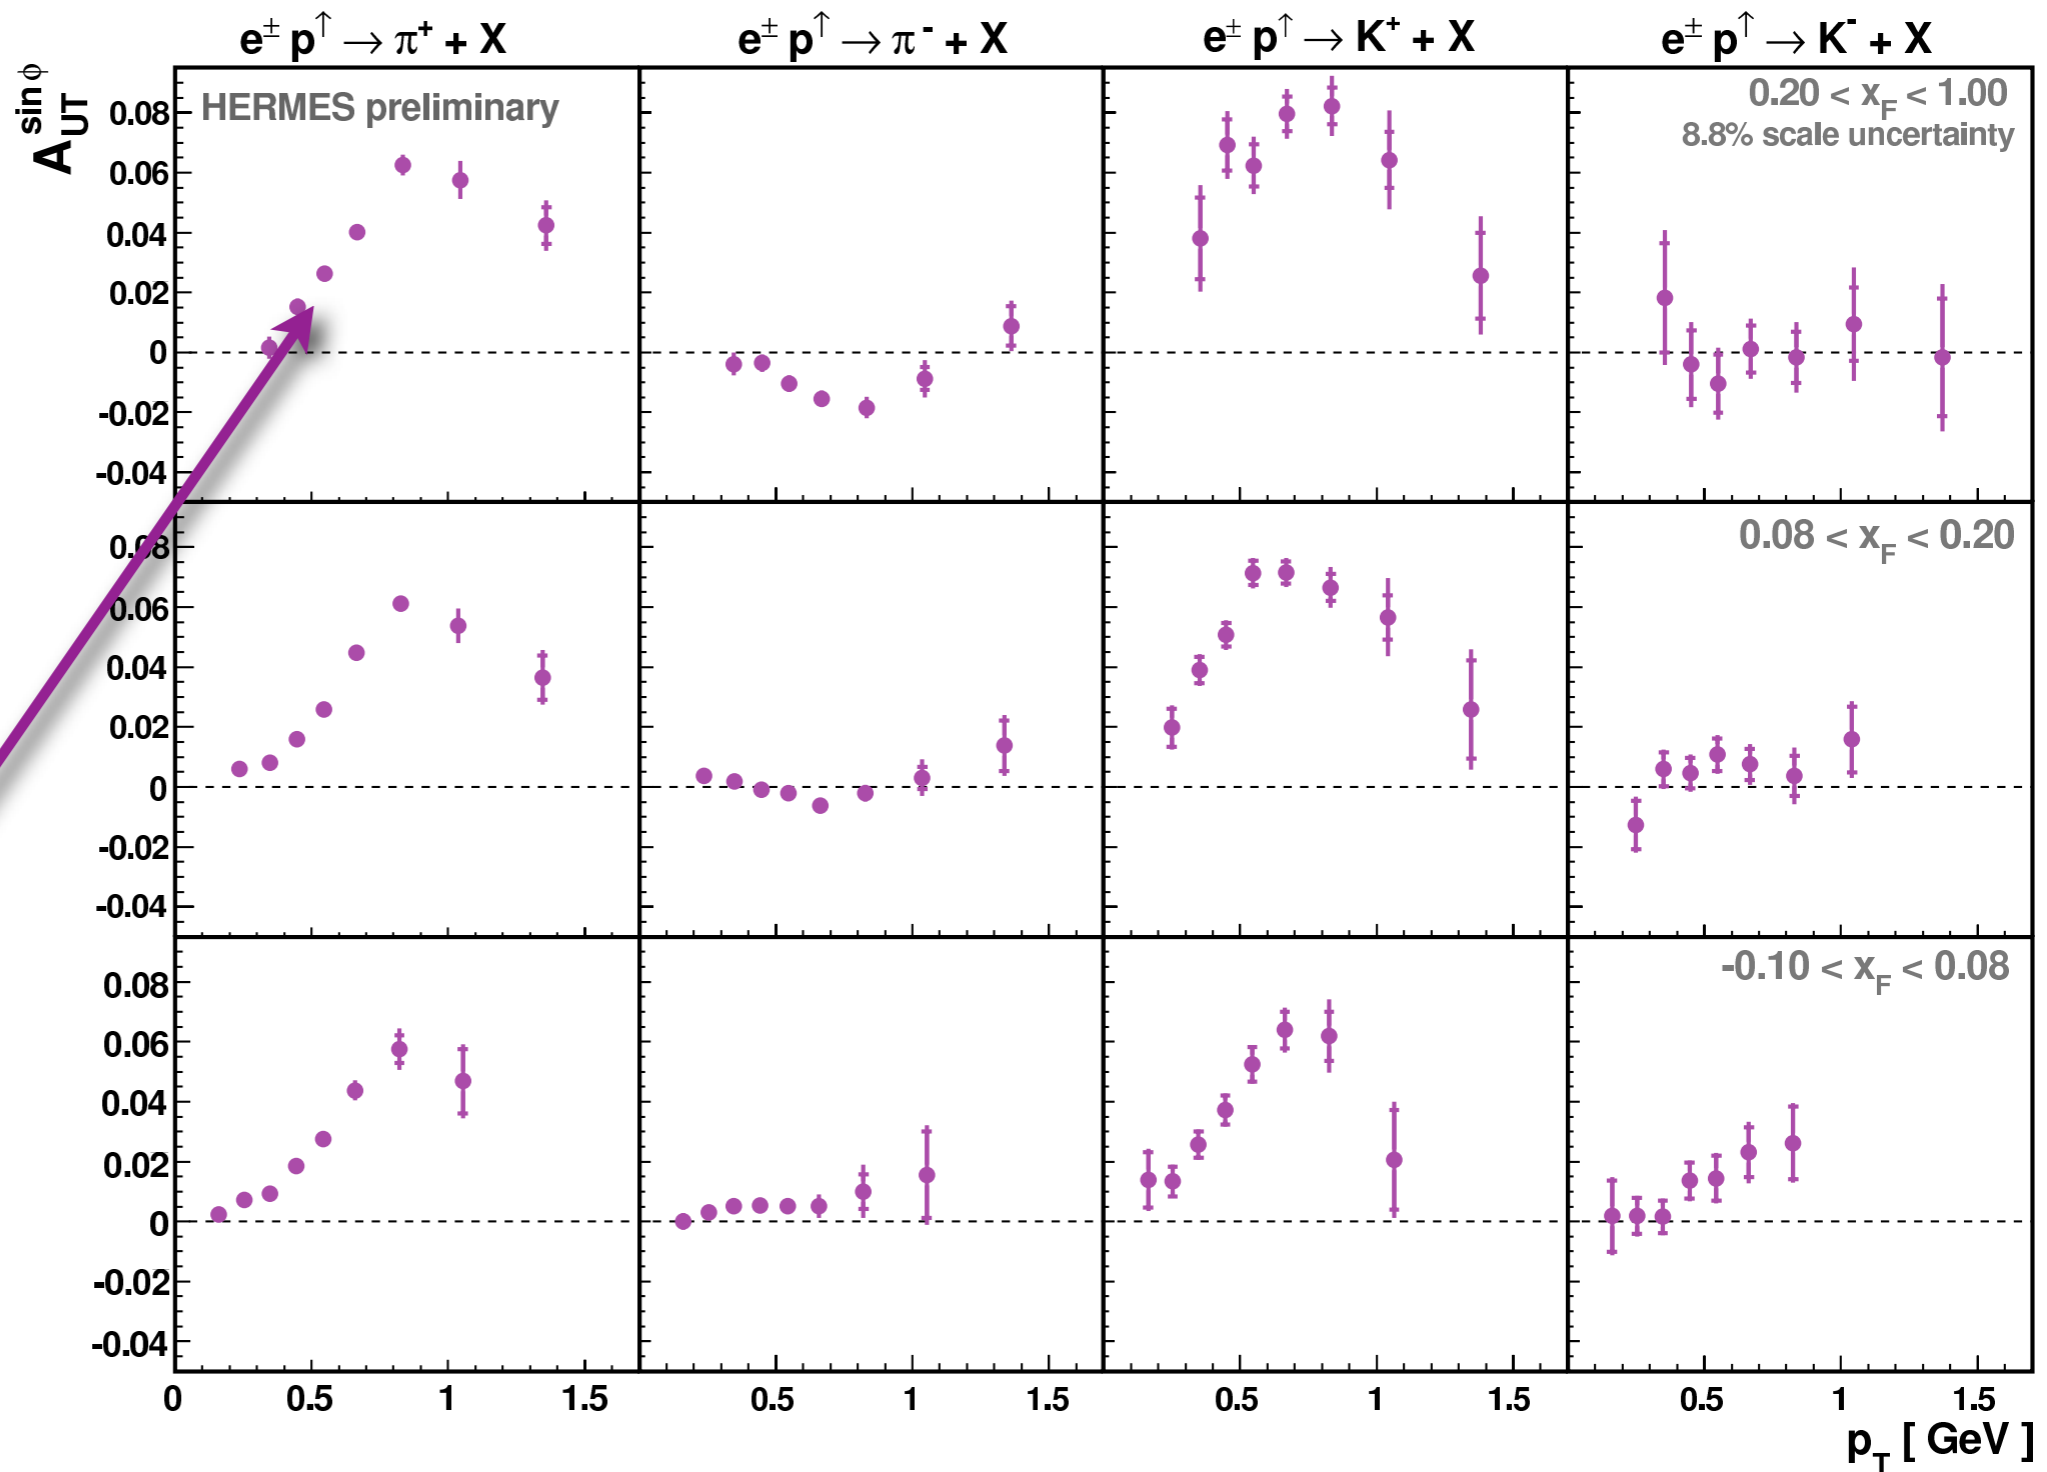 e± p↑ → π+ + X
e± p↑ → π- + X
e± p↑ → K+ + X
e± p↑ → K- + X
A_UT^sin ϕ
HERMES preliminary
0.20 < x_F < 1.00
8.8% scale uncertainty
0.08
0.06
0.04
0.02
0
-0.02
-0.04
0.08 < x_F < 0.20
0.08
0.06
0.04
0.02
0
-0.02
-0.04
-0.10 < x_F < 0.08
0.08
0.06
0.04
0.02
0
-0.02
-0.04
0 0.5 1 1.5 0.5 1 1.5 0.5 1 1.5 0.5 1 1.5
p_T [ GeV ]